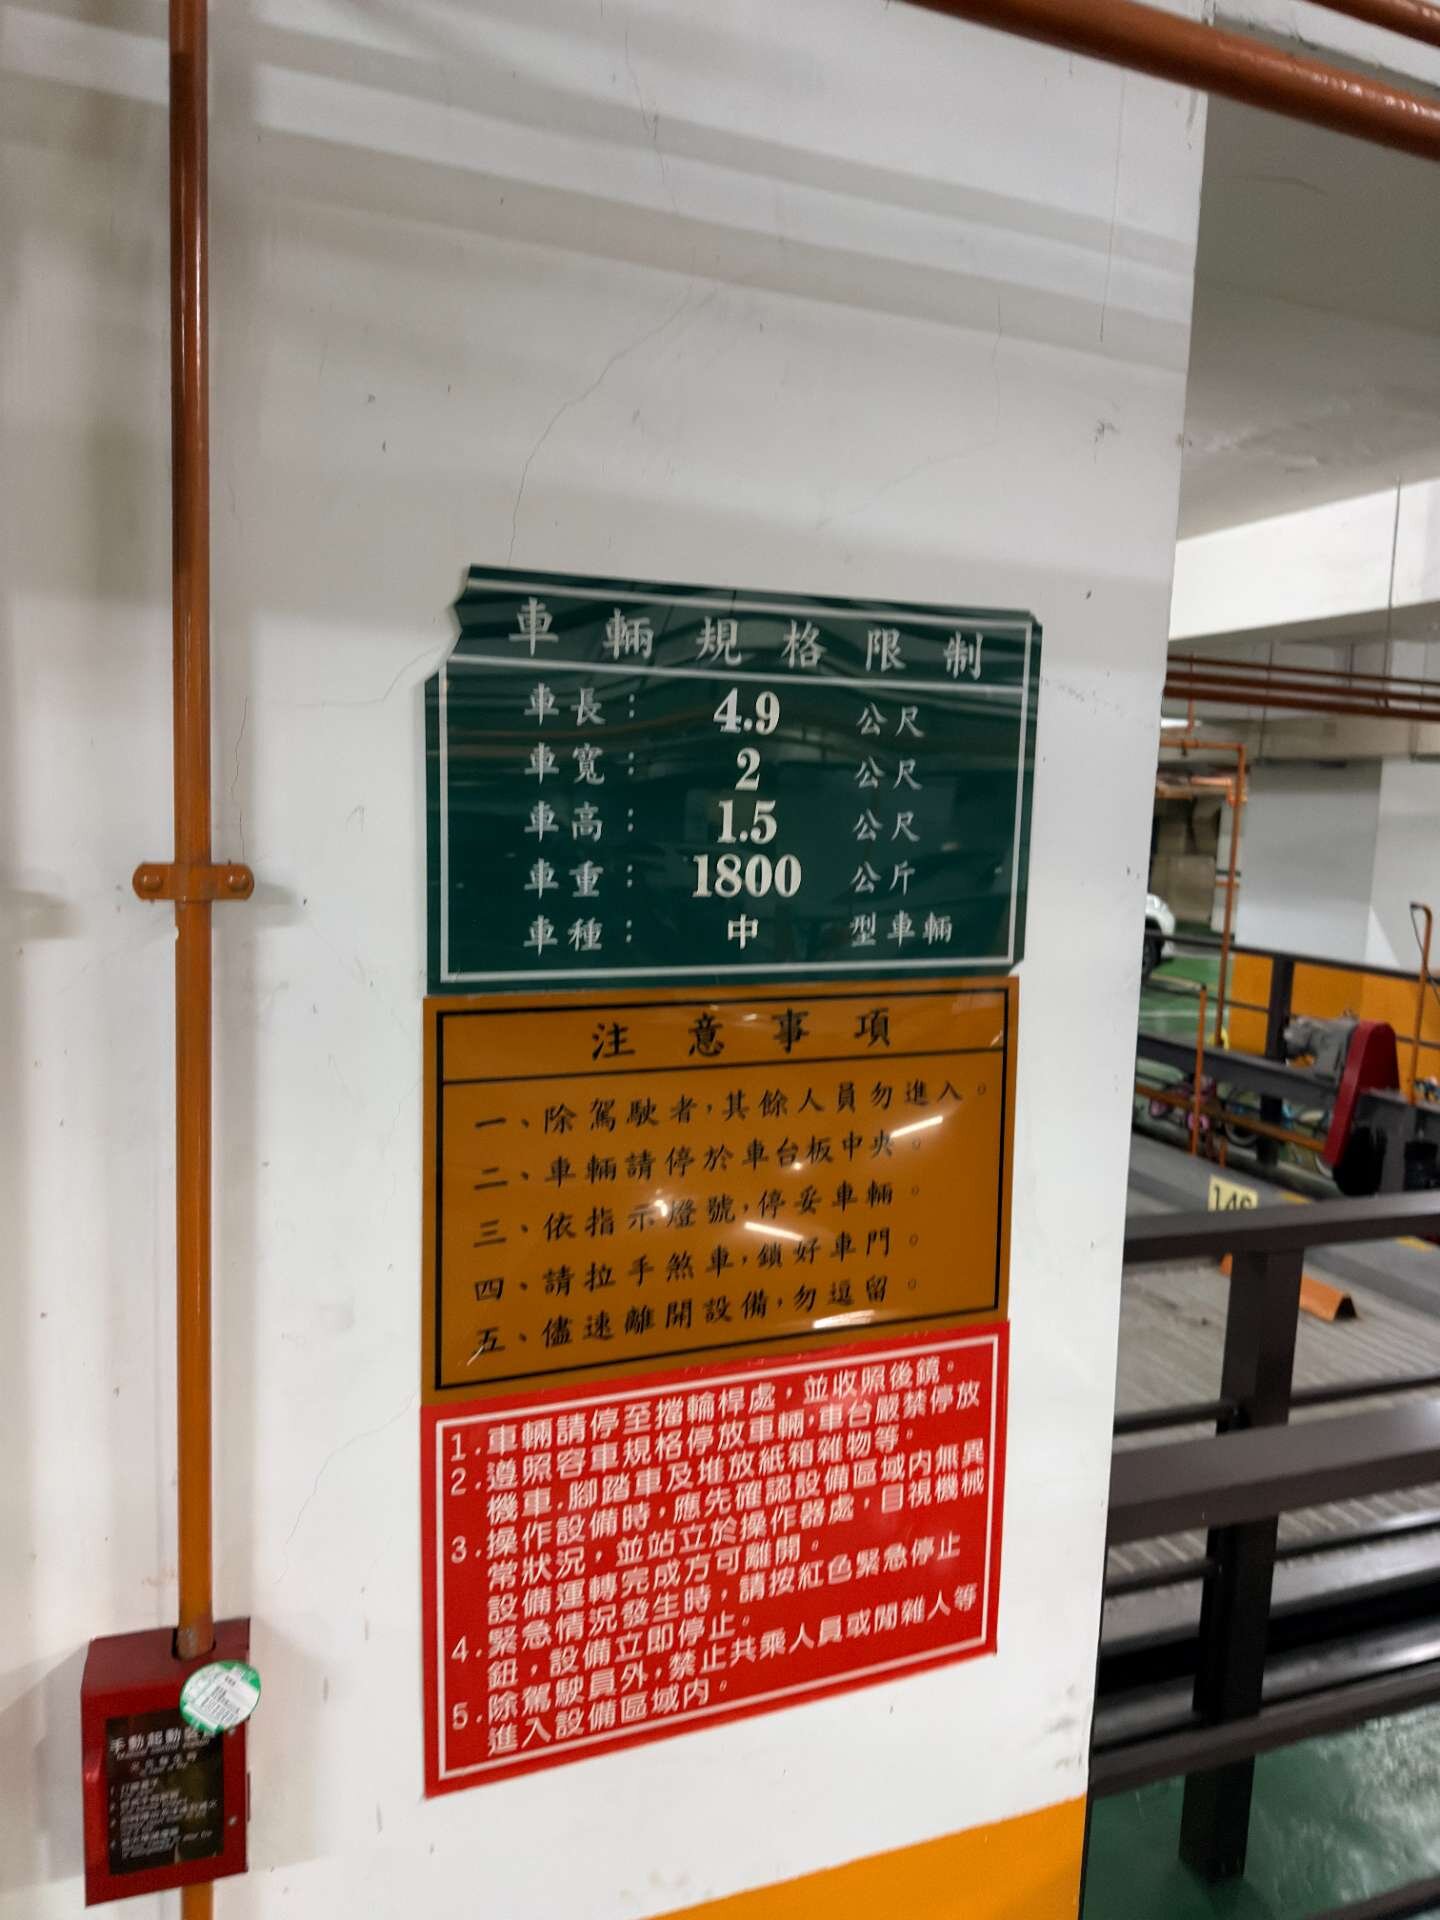 車輛規格限制
車長： 4.9 公尺
車寬： 2 公尺
車高： 1.5 公尺
車重： 1800 公斤
車種： 中 型車輛
注意事項
一、除駕駛者，其餘人員勿進入。
二、車輛請停於車台板中央。
三、依指示燈號，停妥車輛。
四、請拉手煞車，鎖好車門。
五、儘速離開設備，勿逗留。
1.車輛請停至擋輪桿處，並收照後鏡。
2.遵照容車規格停放車輛，車台嚴禁停放
機車.腳踏車及堆放紙箱雜物等。
3.操作設備時，應先確認設備區域內無異
常狀況，並站立於操作器處，目視機械
設備運轉完成方可離開。
4.緊急情況發生時，請按紅色緊急停止
鈕，設備立即停止。
5.除駕駛員外，禁止共乘人員或閒雜人等
進入設備區域內。
146
手動起動